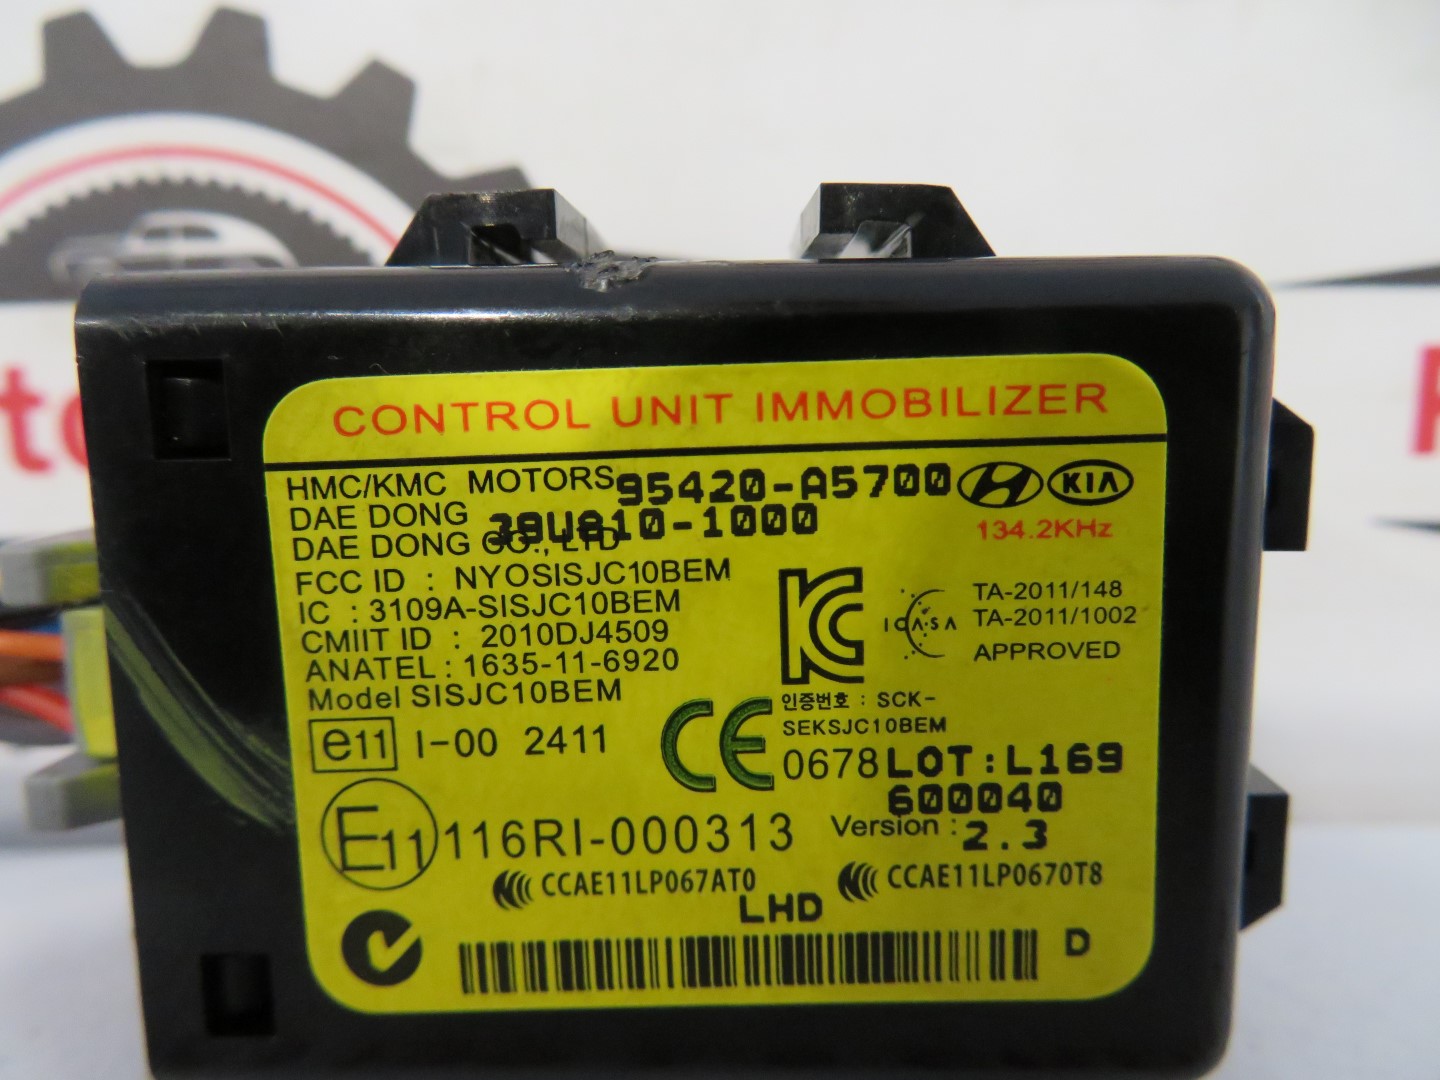 CONTROL UNIT IMMOBILIZER
HMC/KMC MOTORS 95420-A5700 KIA
DAE DONG
DAE DONG CO., LTD 134.2KHz
FCC ID : NYOSISJC10BEM
IC : 3109A-SISJC10BEM
CMIIT ID : 2010DJ4509
ANATEL : 1635-11-6920
Model SISJC10BEM
ICASA
TA-2011/148
TA-2011/1002
APPROVED
인증번호 : SCK-
SEKSJC10BEM
e11 I-00 2411 CE 0678 LOT:L169
600040
E11 116RI-000313 Version : 2.3
CCAE11LP067AT0 CCAE11LP0670T8
LHD
D